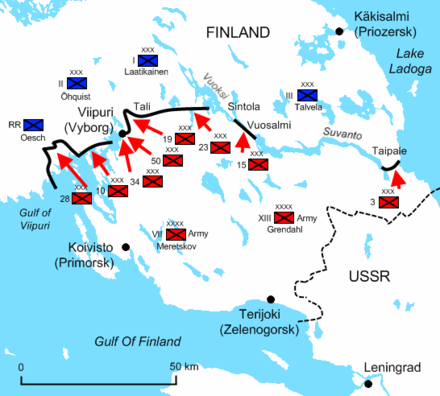 FINLAND
Käkisalmi
(Priozersk)
Lake
Ladoga
XXX
I
Laatikainen
XXX
II
Öhquist
Vuoksi
XXX
III
Talvela
Viipuri
(Vyborg)
Tali
Sintola
Vuosalmi
Suvanto
Taipale
RR
Oesch
XXX
19
XXX
23
XXX
50
XXX
15
XXX
34
XXX
10
XXX
28
XXX
3
Gulf of
Viipuri
XXXX
XIII
Army
Grendahl
XXXX
VII
Army
Meretskov
Koivisto
(Primorsk)
USSR
Terijoki
(Zelenogorsk)
Gulf Of Finland
Leningrad
0
50 km